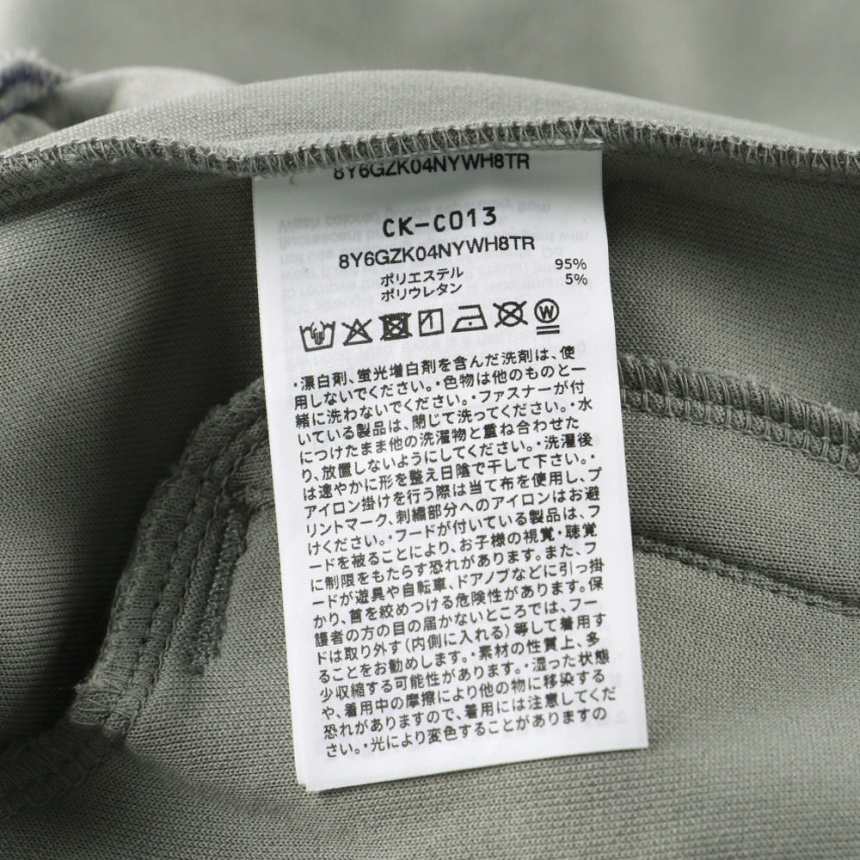 8Y6GZK04NYWH8TR
CK-C013
8Y6GZK04NYWH8TR
ポリエステル 95%
ポリウレタン 5%
・漂白剤、蛍光増白剤を含んだ洗剤は、使
用しないでください。・色物は他のものと一
緒に洗わないでください。・ファスナーが付
いている製品は、閉じて洗ってください。・水
につけたまま他の洗濯物と重ね合わせた
り、放置しないようにしてください。・洗濯後
は速やかに形を整え日陰で干して下さい。・
アイロン掛けを行う際は当て布を使用し、プ
リントマーク、刺繍部分へのアイロンはお避
けください。・フードが付いている製品は、フ
ードを被ることにより、お子様の視覚・聴覚
に制限をもたらす恐れがあります。また、フ
ードが遊具や自転車、ドアノブなどに引っ掛
かり、首を絞めつける危険性があります。保
護者の方の目の届かないところでは、フー
ドは取り外す(内側に入れる)等して着用す
ることをお勧めします。・素材の性質上、多
少収縮する可能性があります。・湿った状態
や、着用中の摩擦により他の物に移染する
恐れがありますので、着用には注意してくだ
さい。・光により変色することがありますの